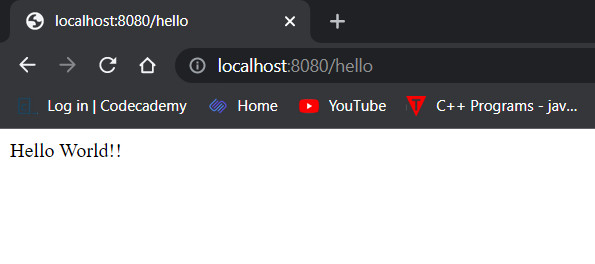 localhost:8080/hello
localhost:8080/hello
Log in | Codecademy Home YouTube C++ Programs - jav...
Hello World!!